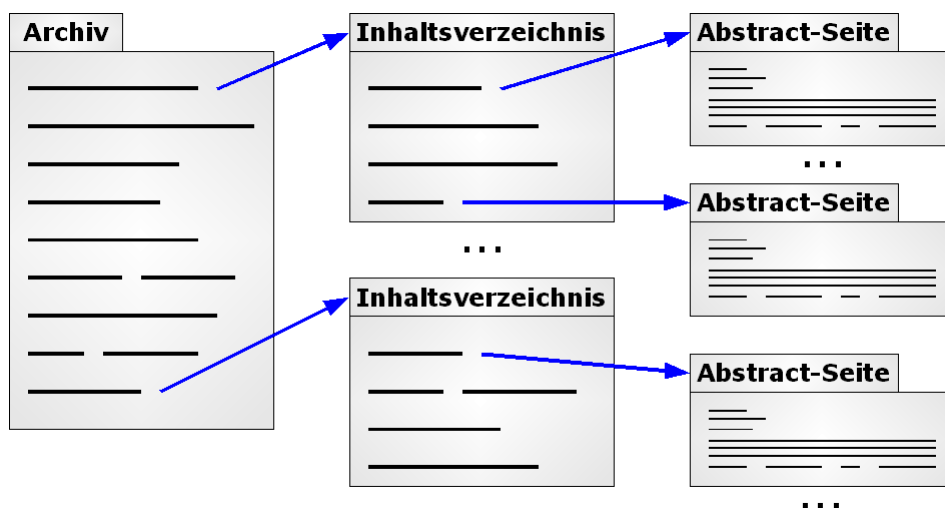 Archiv
Inhaltsverzeichnis
Abstract-Seite
...
Abstract-Seite
...
Inhaltsverzeichnis
Abstract-Seite
...